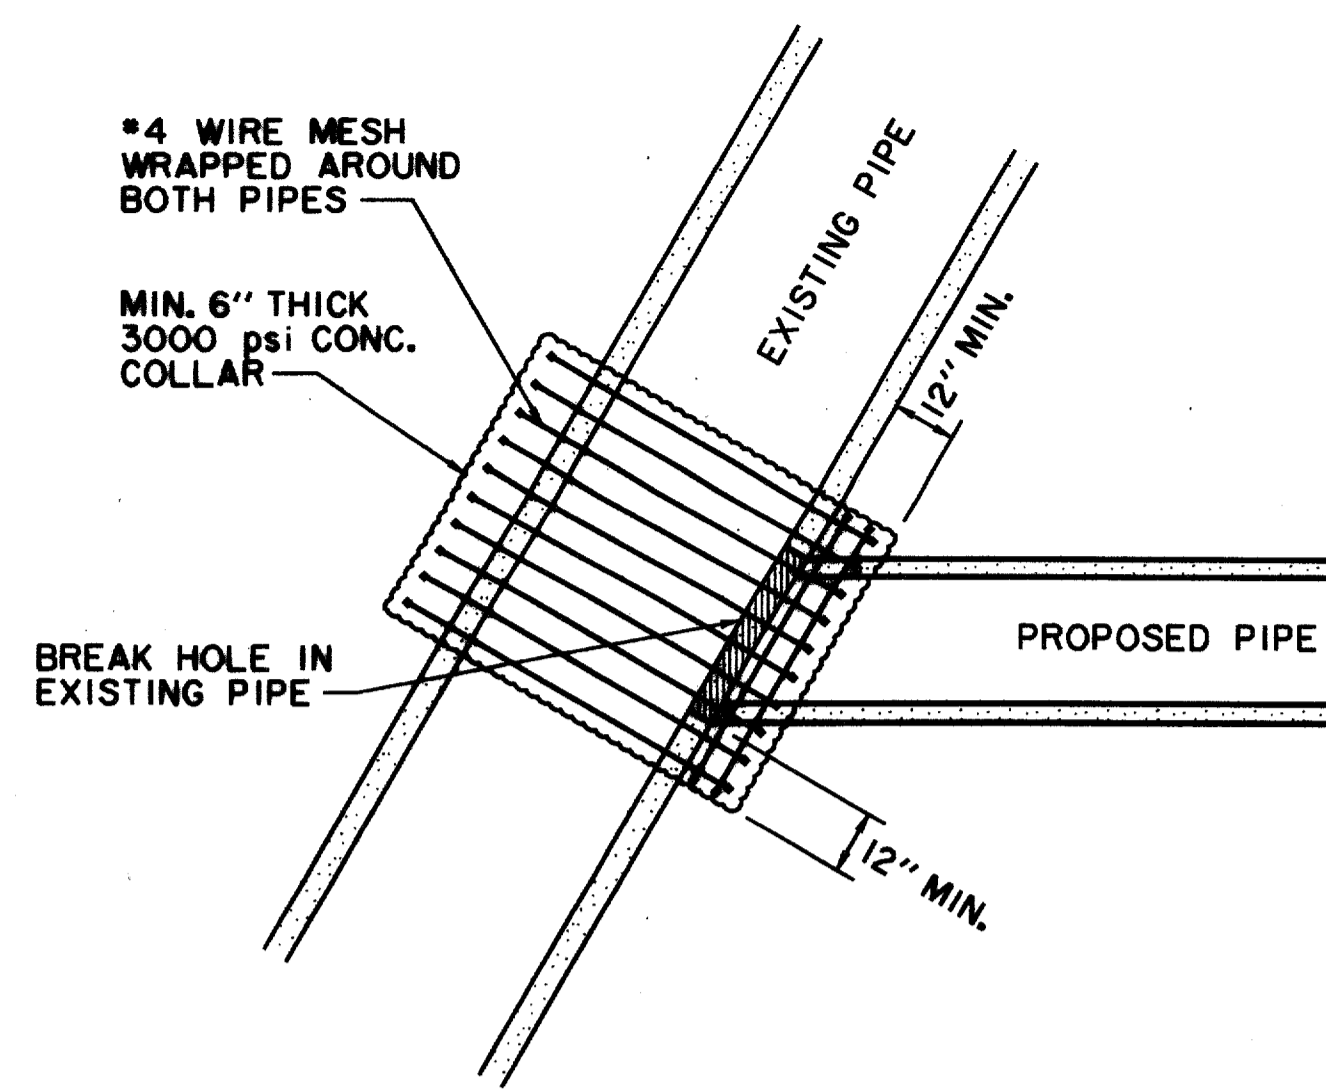 *4 WIRE MESH
WRAPPED AROUND
BOTH PIPES
MIN. 6" THICK
3000 psi CONC.
COLLAR
BREAK HOLE IN
EXISTING PIPE
EXISTING PIPE
12" MIN.
PROPOSED PIPE
12" MIN.